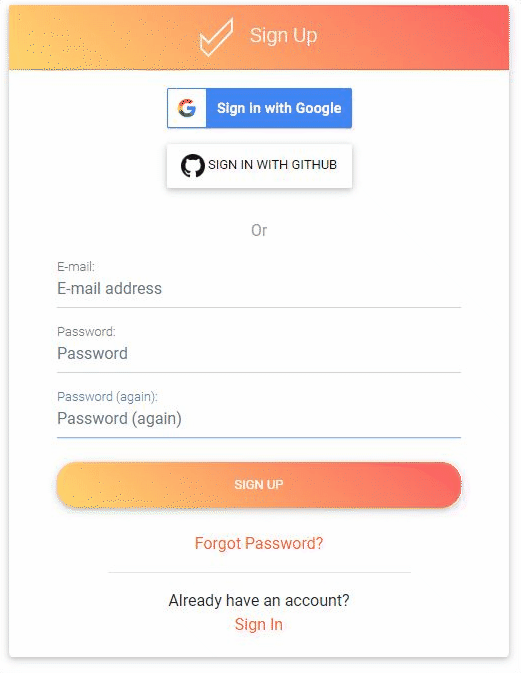 Sign Up
Sign in with Google
SIGN IN WITH GITHUB
Or
E-mail:
E-mail address
Password:
Password
Password (again):
Password (again)
SIGN UP
Forgot Password?
Already have an account?
Sign In